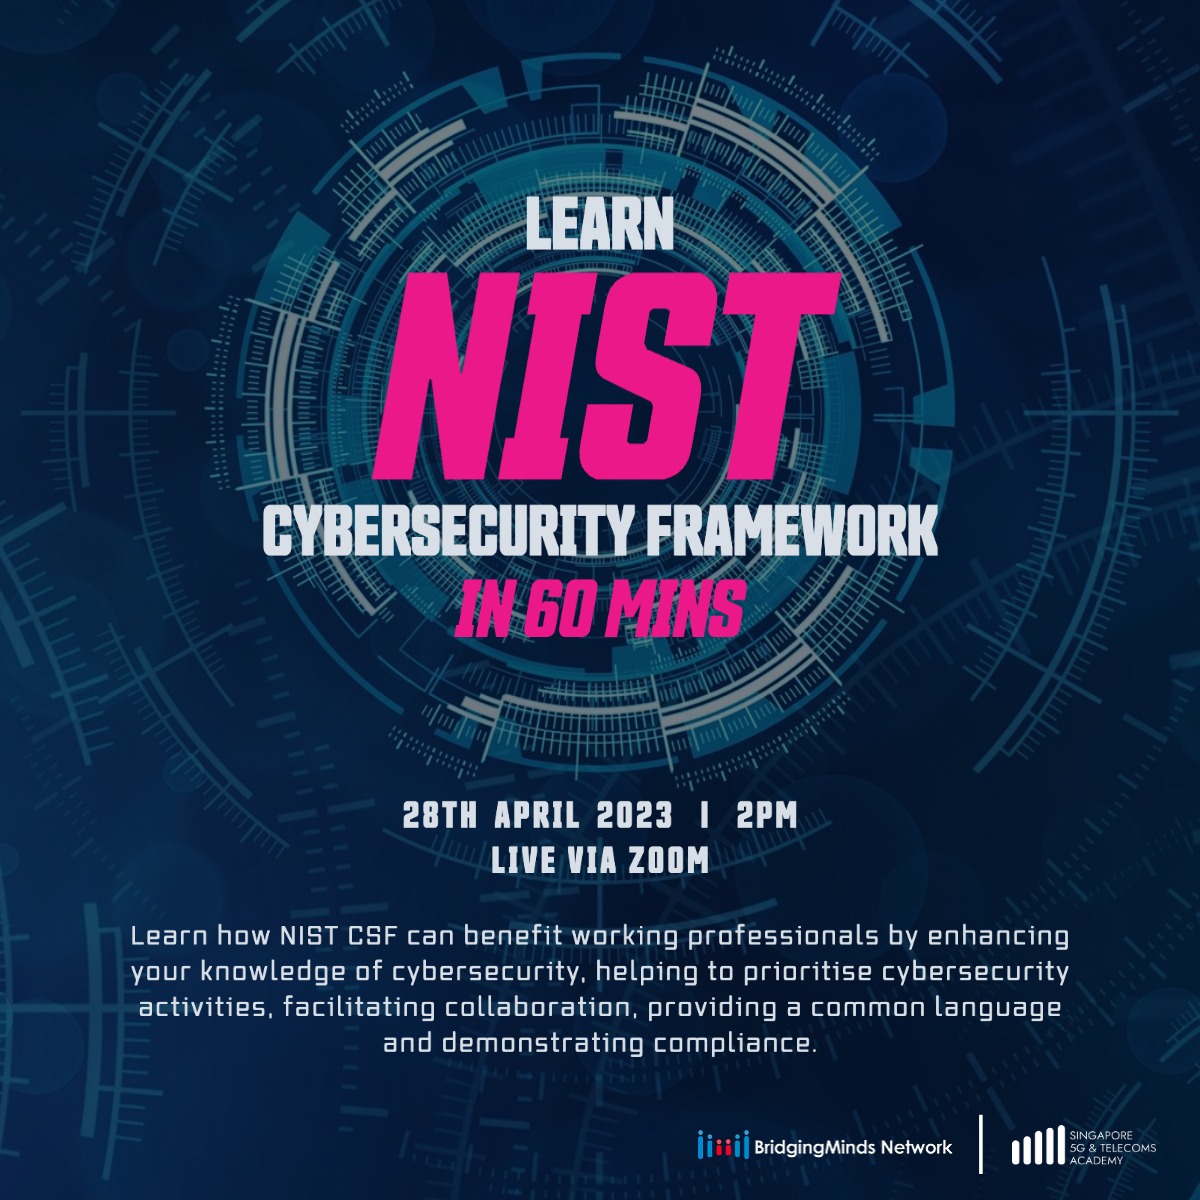 LEARN
NIST
CYBERSECURITY FRAMEWORK
IN 60 MINS
28TH APRIL 2023 | 2PM
LIVE VIA ZOOM
Learn how NIST CSF can benefit working professionals by enhancing
your knowledge of cybersecurity, helping to prioritise cybersecurity
activities, facilitating collaboration, providing a common language
and demonstrating compliance.
BridgingMinds Network
SINGAPORE
5G & TELECOMS
ACADEMY